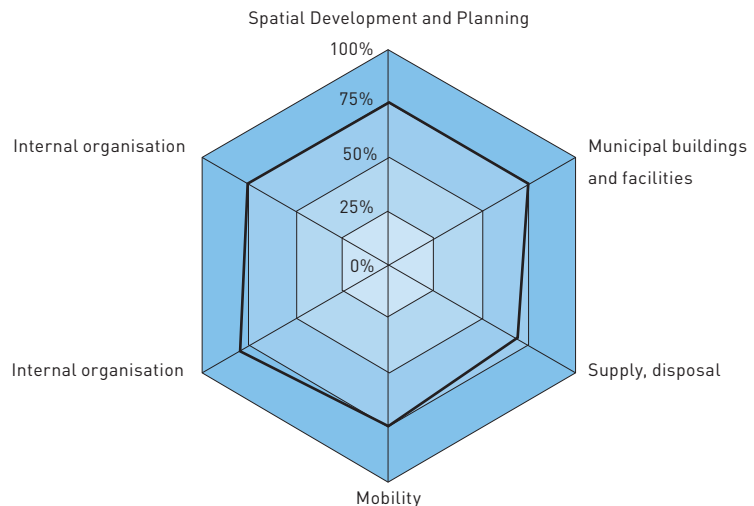 Spatial Development and Planning
100%
75%
Internal organisation
Municipal buildings
and facilities
50%
25%
0%
Internal organisation
Supply, disposal
Mobility